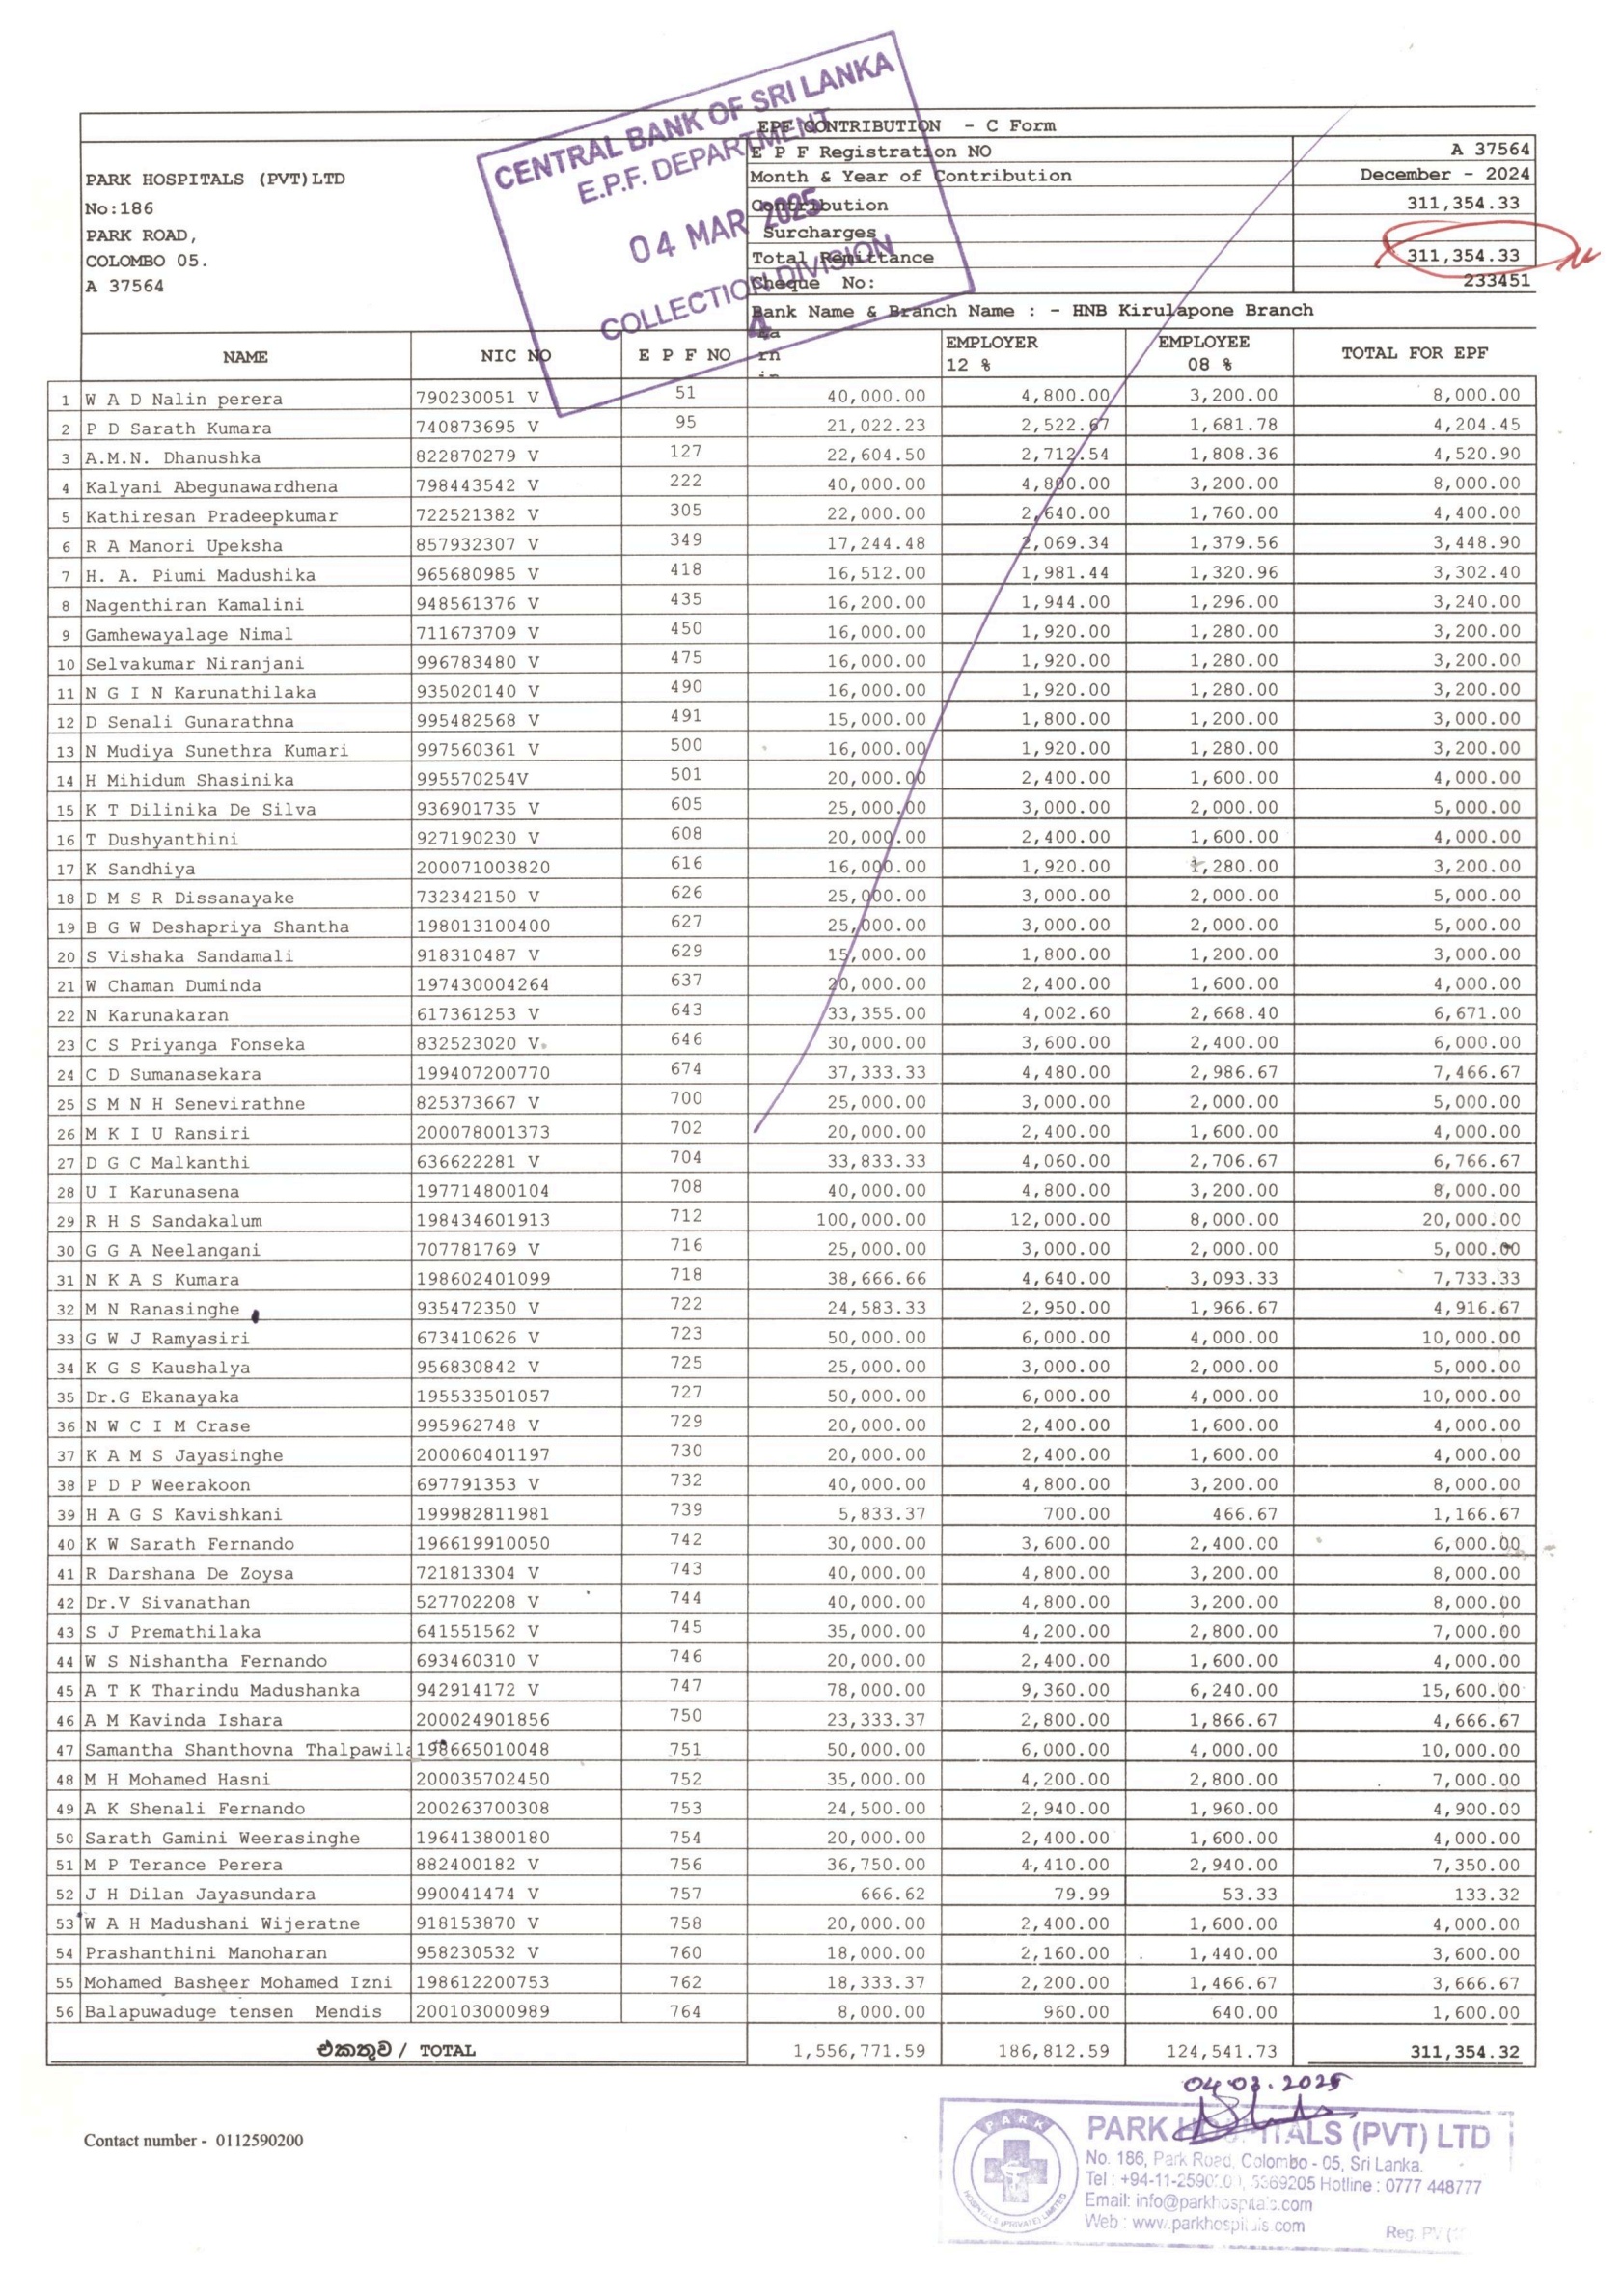 CENTRAL BANK OF SRI LANKA
E.P.F. DEPARTMENT
04 MAR 2025
COLLECTION DIVISION
4
EPF CONTRIBUTION - C Form
PARK HOSPITALS (PVT)LTD
No:186
PARK ROAD,
COLOMBO 05.
A 37564
E P F Registration NO A 37564
Month & Year of Contribution December - 2024
Contribution 311,354.33
Surcharges
Total Remittance 311,354.33
Cheque No: 233451
Bank Name & Branch Name : - HNB Kirulapone Branch
NAME NIC NO E P F NO rn EMPLOYER 12 % EMPLOYEE 08 % TOTAL FOR EPF
1 W A D Nalin perera 790230051 V 51 40,000.00 4,800.00 3,200.00 8,000.00
2 P D Sarath Kumara 740873695 V 95 21,022.23 2,522.67 1,681.78 4,204.45
3 A.M.N. Dhanushka 822870279 V 127 22,604.50 2,712.54 1,808.36 4,520.90
4 Kalyani Abegunawardhena 798443542 V 222 40,000.00 4,800.00 3,200.00 8,000.00
5 Kathiresan Pradeepkumar 722521382 V 305 22,000.00 2,640.00 1,760.00 4,400.00
6 R A Manori Upeksha 857932307 V 349 17,244.48 2,069.34 1,379.56 3,448.90
7 H. A. Piumi Madushika 965680985 V 418 16,512.00 1,981.44 1,320.96 3,302.40
8 Nagenthiran Kamalini 948561376 V 435 16,200.00 1,944.00 1,296.00 3,240.00
9 Gamhewayalage Nimal 711673709 V 450 16,000.00 1,920.00 1,280.00 3,200.00
10 Selvakumar Niranjani 996783480 V 475 16,000.00 1,920.00 1,280.00 3,200.00
11 N G I N Karunathilaka 935020140 V 490 16,000.00 1,920.00 1,280.00 3,200.00
12 D Senali Gunarathna 995482568 V 491 15,000.00 1,800.00 1,200.00 3,000.00
13 N Mudiya Sunethra Kumari 997560361 V 500 16,000.00 1,920.00 1,280.00 3,200.00
14 H Mihidum Shasinika 995570254V 501 20,000.00 2,400.00 1,600.00 4,000.00
15 K T Dilinika De Silva 936901735 V 605 25,000.00 3,000.00 2,000.00 5,000.00
16 T Dushyanthini 927190230 V 608 20,000.00 2,400.00 1,600.00 4,000.00
17 K Sandhiya 200071003820 616 16,000.00 1,920.00 1,280.00 3,200.00
18 D M S R Dissanayake 732342150 V 626 25,000.00 3,000.00 2,000.00 5,000.00
19 B G W Deshapriya Shantha 198013100400 627 25,000.00 3,000.00 2,000.00 5,000.00
20 S Vishaka Sandamali 918310487 V 629 15,000.00 1,800.00 1,200.00 3,000.00
21 W Chaman Duminda 197430004264 637 20,000.00 2,400.00 1,600.00 4,000.00
22 N Karunakaran 617361253 V 643 33,355.00 4,002.60 2,668.40 6,671.00
23 C S Priyanga Fonseka 832523020 V 646 30,000.00 3,600.00 2,400.00 6,000.00
24 C D Sumanasekara 199407200770 674 37,333.33 4,480.00 2,986.67 7,466.67
25 S M N H Senevirathne 825373667 V 700 25,000.00 3,000.00 2,000.00 5,000.00
26 M K I U Ransiri 200078001373 702 20,000.00 2,400.00 1,600.00 4,000.00
27 D G C Malkanthi 636622281 V 704 33,833.33 4,060.00 2,706.67 6,766.67
28 U I Karunasena 197714800104 708 40,000.00 4,800.00 3,200.00 8,000.00
29 R H S Sandakalum 198434601913 712 100,000.00 12,000.00 8,000.00 20,000.00
30 G G A Neelangani 707781769 V 716 25,000.00 3,000.00 2,000.00 5,000.00
31 N K A S Kumara 198602401099 718 38,666.66 4,640.00 3,093.33 7,733.33
32 M N Ranasinghe 935472350 V 722 24,583.33 2,950.00 1,966.67 4,916.67
33 G W J Ramyasiri 673410626 V 723 50,000.00 6,000.00 4,000.00 10,000.00
34 K G S Kaushalya 956830842 V 725 25,000.00 3,000.00 2,000.00 5,000.00
35 Dr.G Ekanayaka 195533501057 727 50,000.00 6,000.00 4,000.00 10,000.00
36 N W C I M Crase 995962748 V 729 20,000.00 2,400.00 1,600.00 4,000.00
37 K A M S Jayasinghe 200060401197 730 20,000.00 2,400.00 1,600.00 4,000.00
38 P D P Weerakoon 697791353 V 732 40,000.00 4,800.00 3,200.00 8,000.00
39 H A G S Kavishkani 199982811981 739 5,833.37 700.00 466.67 1,166.67
40 K W Sarath Fernando 196619910050 742 30,000.00 3,600.00 2,400.00 6,000.00
41 R Darshana De Zoysa 721813304 V 743 40,000.00 4,800.00 3,200.00 8,000.00
42 Dr.V Sivanathan 527702208 V 744 40,000.00 4,800.00 3,200.00 8,000.00
43 S J Premathilaka 641551562 V 745 35,000.00 4,200.00 2,800.00 7,000.00
44 W S Nishantha Fernando 693460310 V 746 20,000.00 2,400.00 1,600.00 4,000.00
45 A T K Tharindu Madushanka 942914172 V 747 78,000.00 9,360.00 6,240.00 15,600.00
46 A M Kavinda Ishara 200024901856 750 23,333.37 2,800.00 1,866.67 4,666.67
47 Samantha Shanthovna Thalpawila 198665010048 751 50,000.00 6,000.00 4,000.00 10,000.00
48 M H Mohamed Hasni 200035702450 752 35,000.00 4,200.00 2,800.00 7,000.00
49 A K Shenali Fernando 200263700308 753 24,500.00 2,940.00 1,960.00 4,900.00
50 Sarath Gamini Weerasinghe 196413800180 754 20,000.00 2,400.00 1,600.00 4,000.00
51 M P Terance Perera 882400182 V 756 36,750.00 4,410.00 2,940.00 7,350.00
52 J H Dilan Jayasundara 990041474 V 757 666.62 79.99 53.33 133.32
53 W A H Madushani Wijeratne 918153870 V 758 20,000.00 2,400.00 1,600.00 4,000.00
54 Prashanthini Manoharan 958230532 V 760 18,000.00 2,160.00 1,440.00 3,600.00
55 Mohamed Basheer Mohamed Izni 198612200753 762 18,333.37 2,200.00 1,466.67 3,666.67
56 Balapuwaduge tensen Mendis 200103000989 764 8,000.00 960.00 640.00 1,600.00
එකතුව / TOTAL 1,556,771.59 186,812.59 124,541.73 311,354.32
04.03.2025
Contact number - 0112590200
PARK
HOSPITALS (PRIVATE) LIMITED
PARK HOSPITALS (PVT) LTD
No. 186, Park Road, Colombo - 05, Sri Lanka.
Tel : +94-11-2590200, 5369205 Hotline : 0777 448777
Email: info@parkhospitals.com
Web : www.parkhospitals.com
Reg. PV